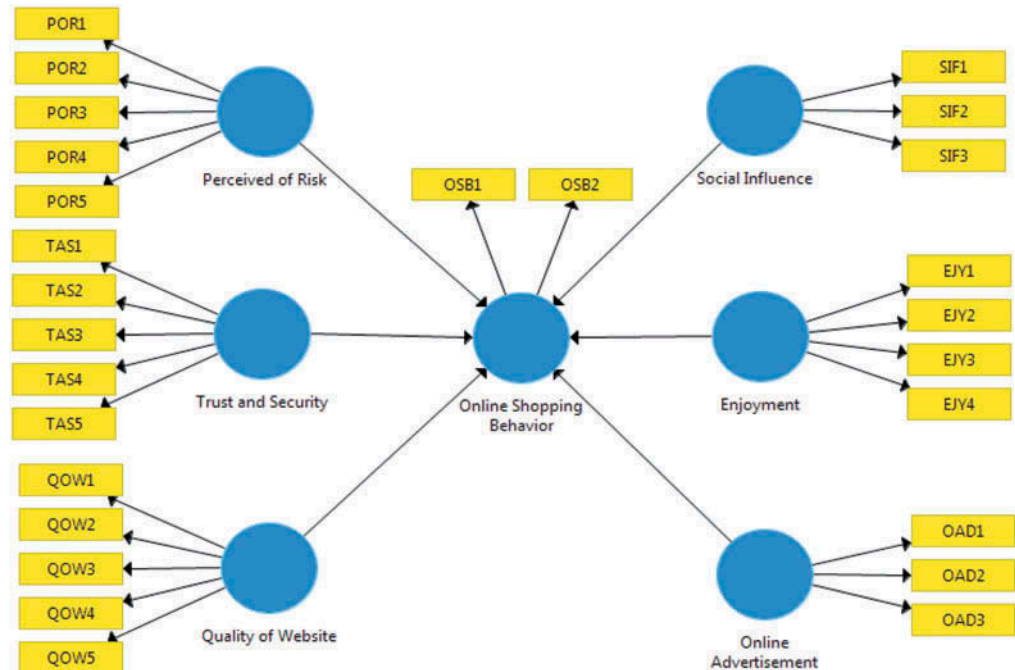 POR1
POR2
POR3
POR4
POR5
Perceived of Risk
TAS1
TAS2
TAS3
TAS4
TAS5
Trust and Security
QOW1
QOW2
QOW3
QOW4
QOW5
Quality of Website
OSB1
OSB2
Online Shopping
Behavior
SIF1
SIF2
SIF3
Social Influence
EJY1
EJY2
EJY3
EJY4
Enjoyment
OAD1
OAD2
OAD3
Online
Advertisement